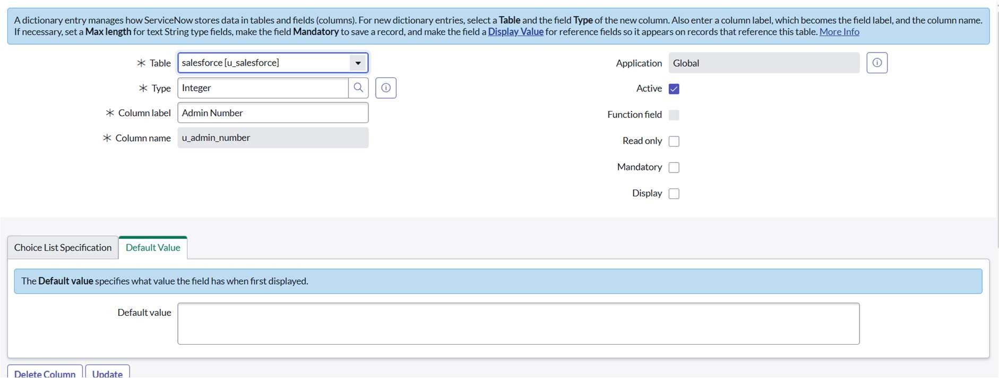 A dictionary entry manages how ServiceNow stores data in tables and fields (columns). For new dictionary entries, select a Table and the field Type of the new column. Also enter a column label, which becomes the field label, and the column name.
If necessary, set a Max length for text String type fields, make the field Mandatory to save a record, and make the field a Display Value for reference fields so it appears on records that reference this table. More Info
Table salesforce [u_salesforce]
Application Global
Type Integer
Active
Column label Admin Number
Function field
Column name u_admin_number
Read only
Mandatory
Display
Choice List Specification Default Value
The Default value specifies what value the field has when first displayed.
Default value
Delete Column Update